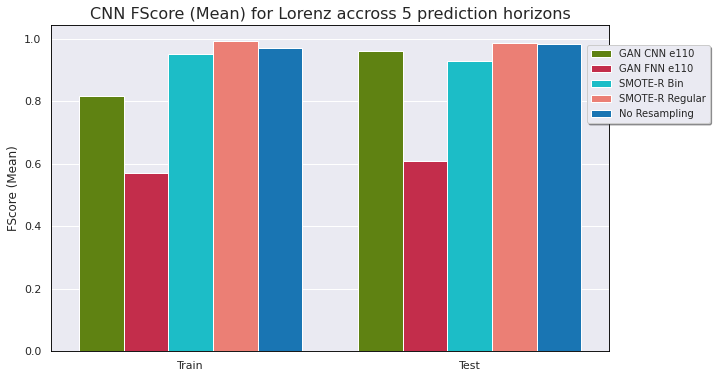 CNN FScore (Mean) for Lorenz accross 5 prediction horizons
FScore (Mean)
1.0
0.8
0.6
0.4
0.2
0.0
Train
Test
GAN CNN e110
GAN FNN e110
SMOTE-R Bin
SMOTE-R Regular
No Resampling